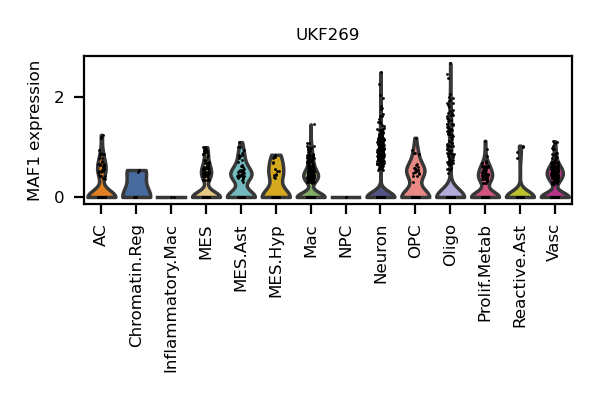 UKF269
MAF1 expression
2
0
AC
Chromatin.Reg
Inflammatory.Mac
MES
MES.Ast
MES.Hyp
Mac
NPC
Neuron
OPC
Oligo
Prolif.Metab
Reactive.Ast
Vasc